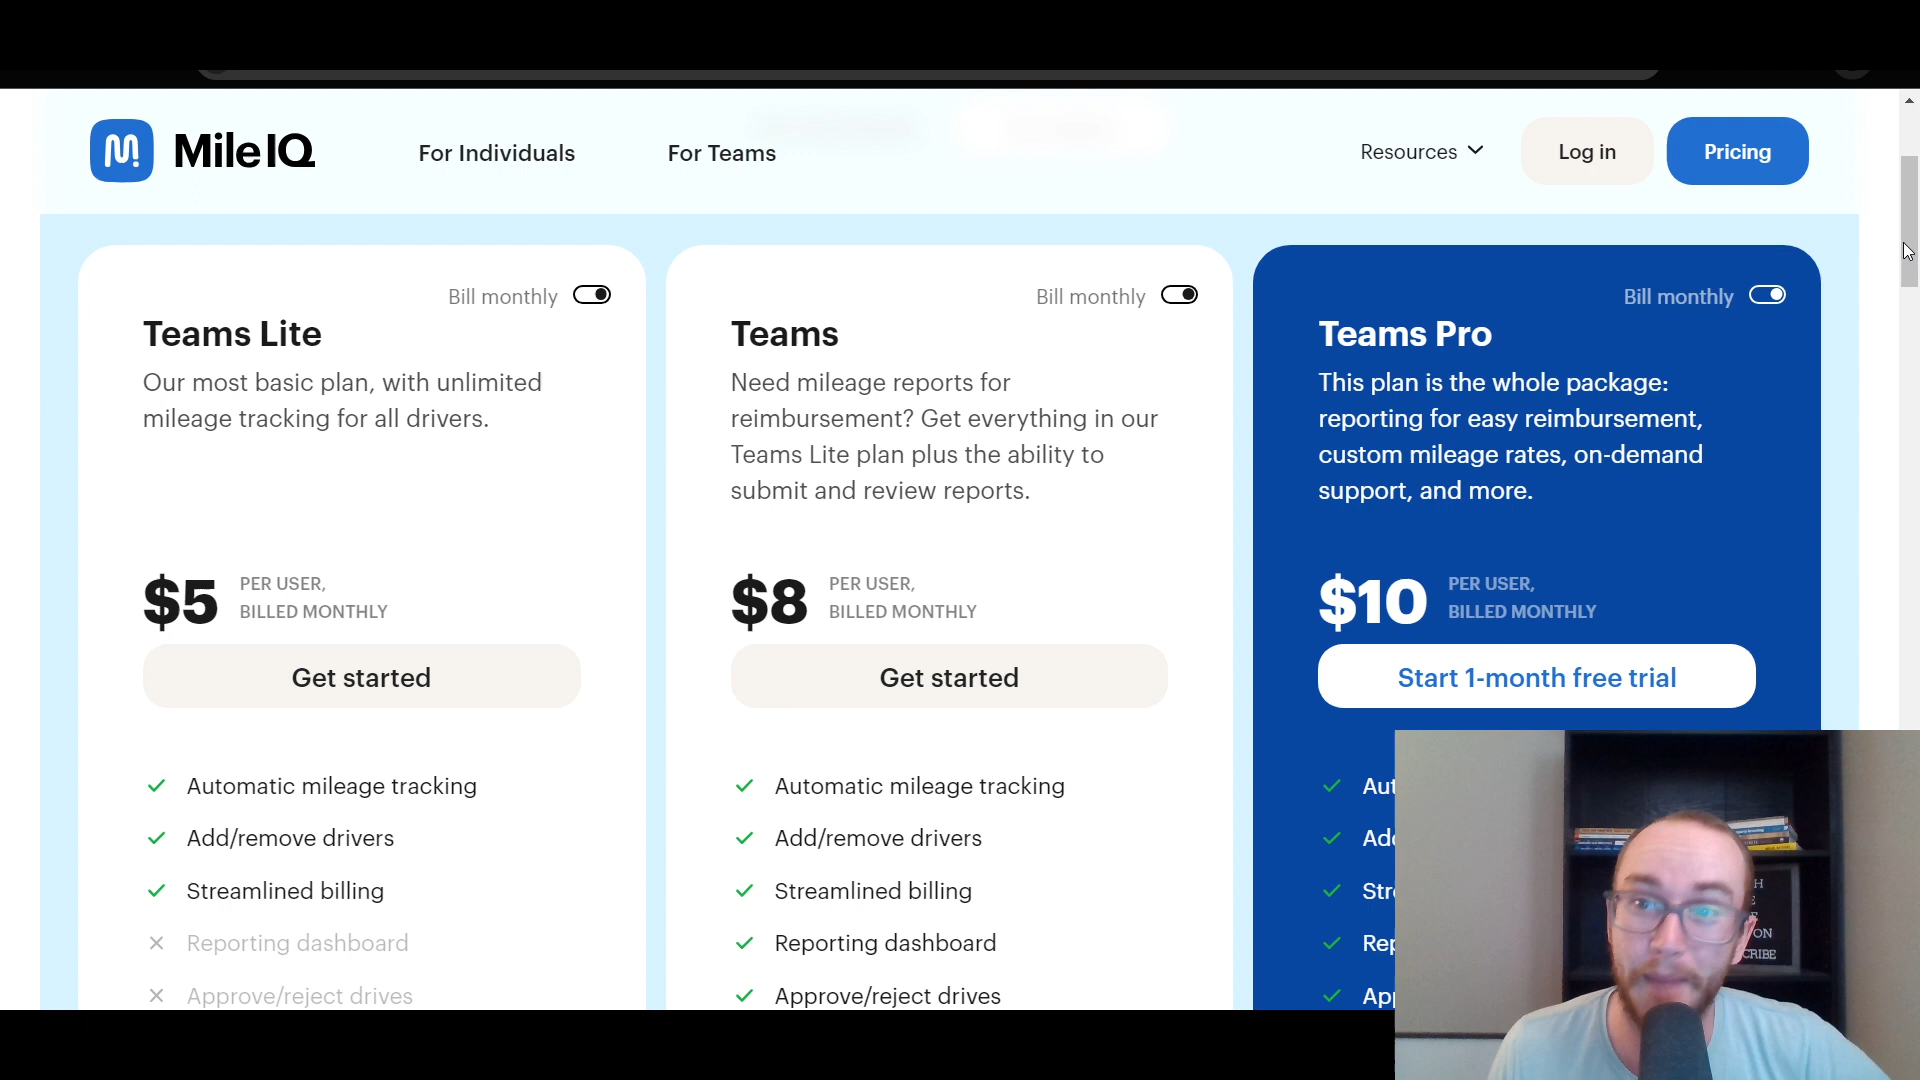 MileIQ
For Individuals
For Teams
Resources
Log in
Pricing
Bill monthly
Teams Lite
Our most basic plan, with unlimited
mileage tracking for all drivers.
$5
PER USER,
BILLED MONTHLY
Get started
Automatic mileage tracking
Add/remove drivers
Streamlined billing
Reporting dashboard
Approve/reject drives
Bill monthly
Teams
Need mileage reports for
reimbursement? Get everything in our
Teams Lite plan plus the ability to
submit and review reports.
$8
PER USER,
BILLED MONTHLY
Get started
Automatic mileage tracking
Add/remove drivers
Streamlined billing
Reporting dashboard
Approve/reject drives
Bill monthly
Teams Pro
This plan is the whole package:
reporting for easy reimbursement,
custom mileage rates, on-demand
support, and more.
$10
PER USER,
BILLED MONTHLY
Start 1-month free trial